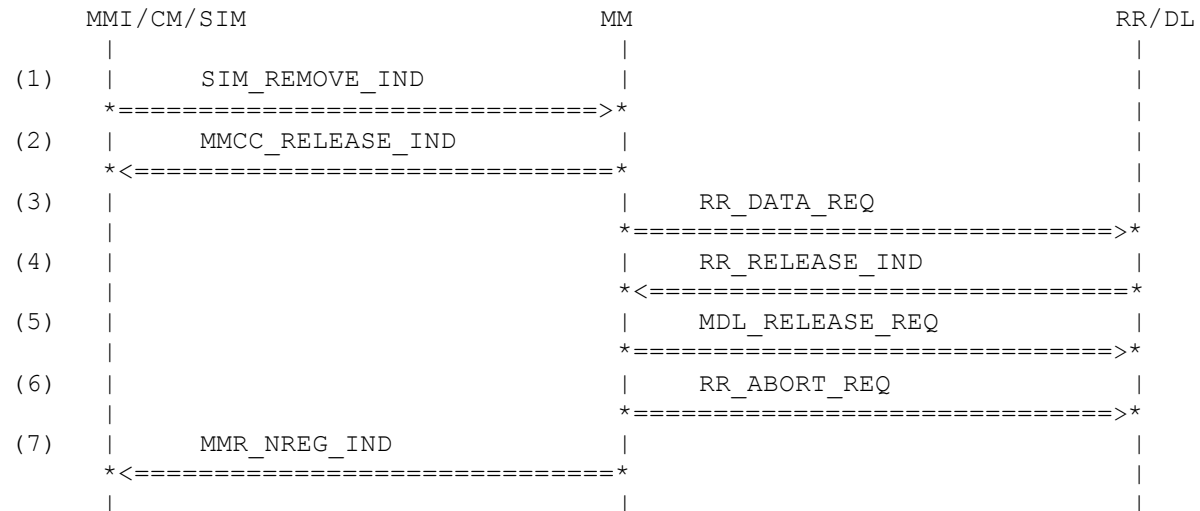 MMI/CM/SIM MM RR/DL
| | |
(1) | SIM_REMOVE_IND | |
*==============================>* |
(2) | MMCC_RELEASE_IND | |
*<==============================* |
(3) | | RR_DATA_REQ |
| *==============================>*
(4) | | RR_RELEASE_IND |
| *<==============================*
(5) | | MDL_RELEASE_REQ |
| *==============================>*
(6) | | RR_ABORT_REQ |
| *==============================>*
(7) | MMR_NREG_IND | |
*<==============================* |
| | |